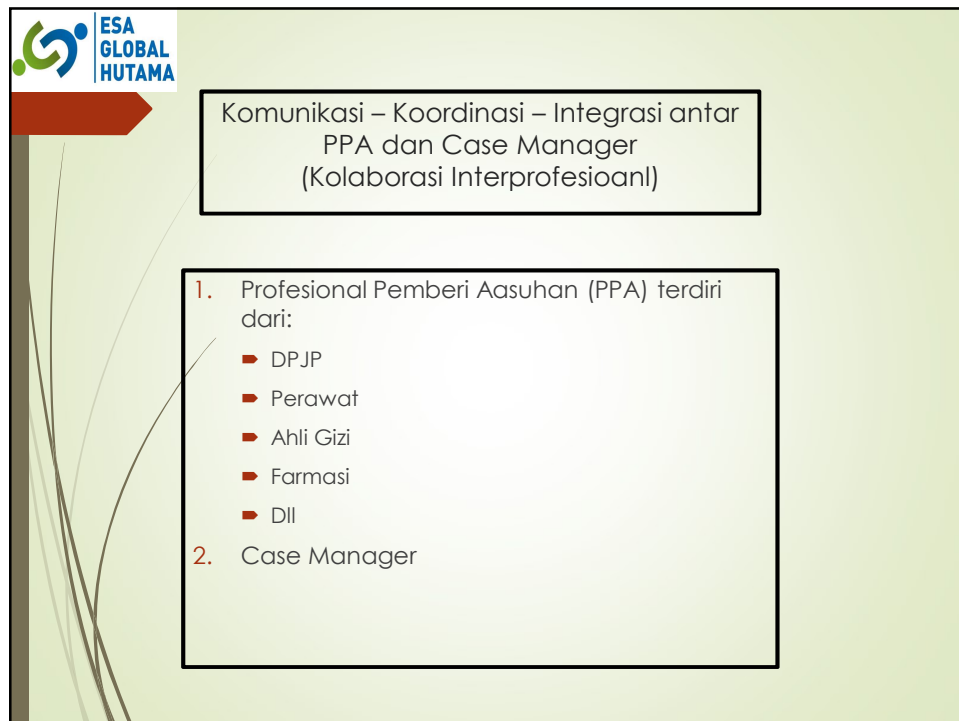 ESA
GLOBAL
HUTAMA
Komunikasi – Koordinasi – Integrasi antar
PPA dan Case Manager
(Kolaborasi Interprofesioanl)
1. Profesional Pemberi Aasuhan (PPA) terdiri
dari:
DPJP
Perawat
Ahli Gizi
Farmasi
Dll
2. Case Manager